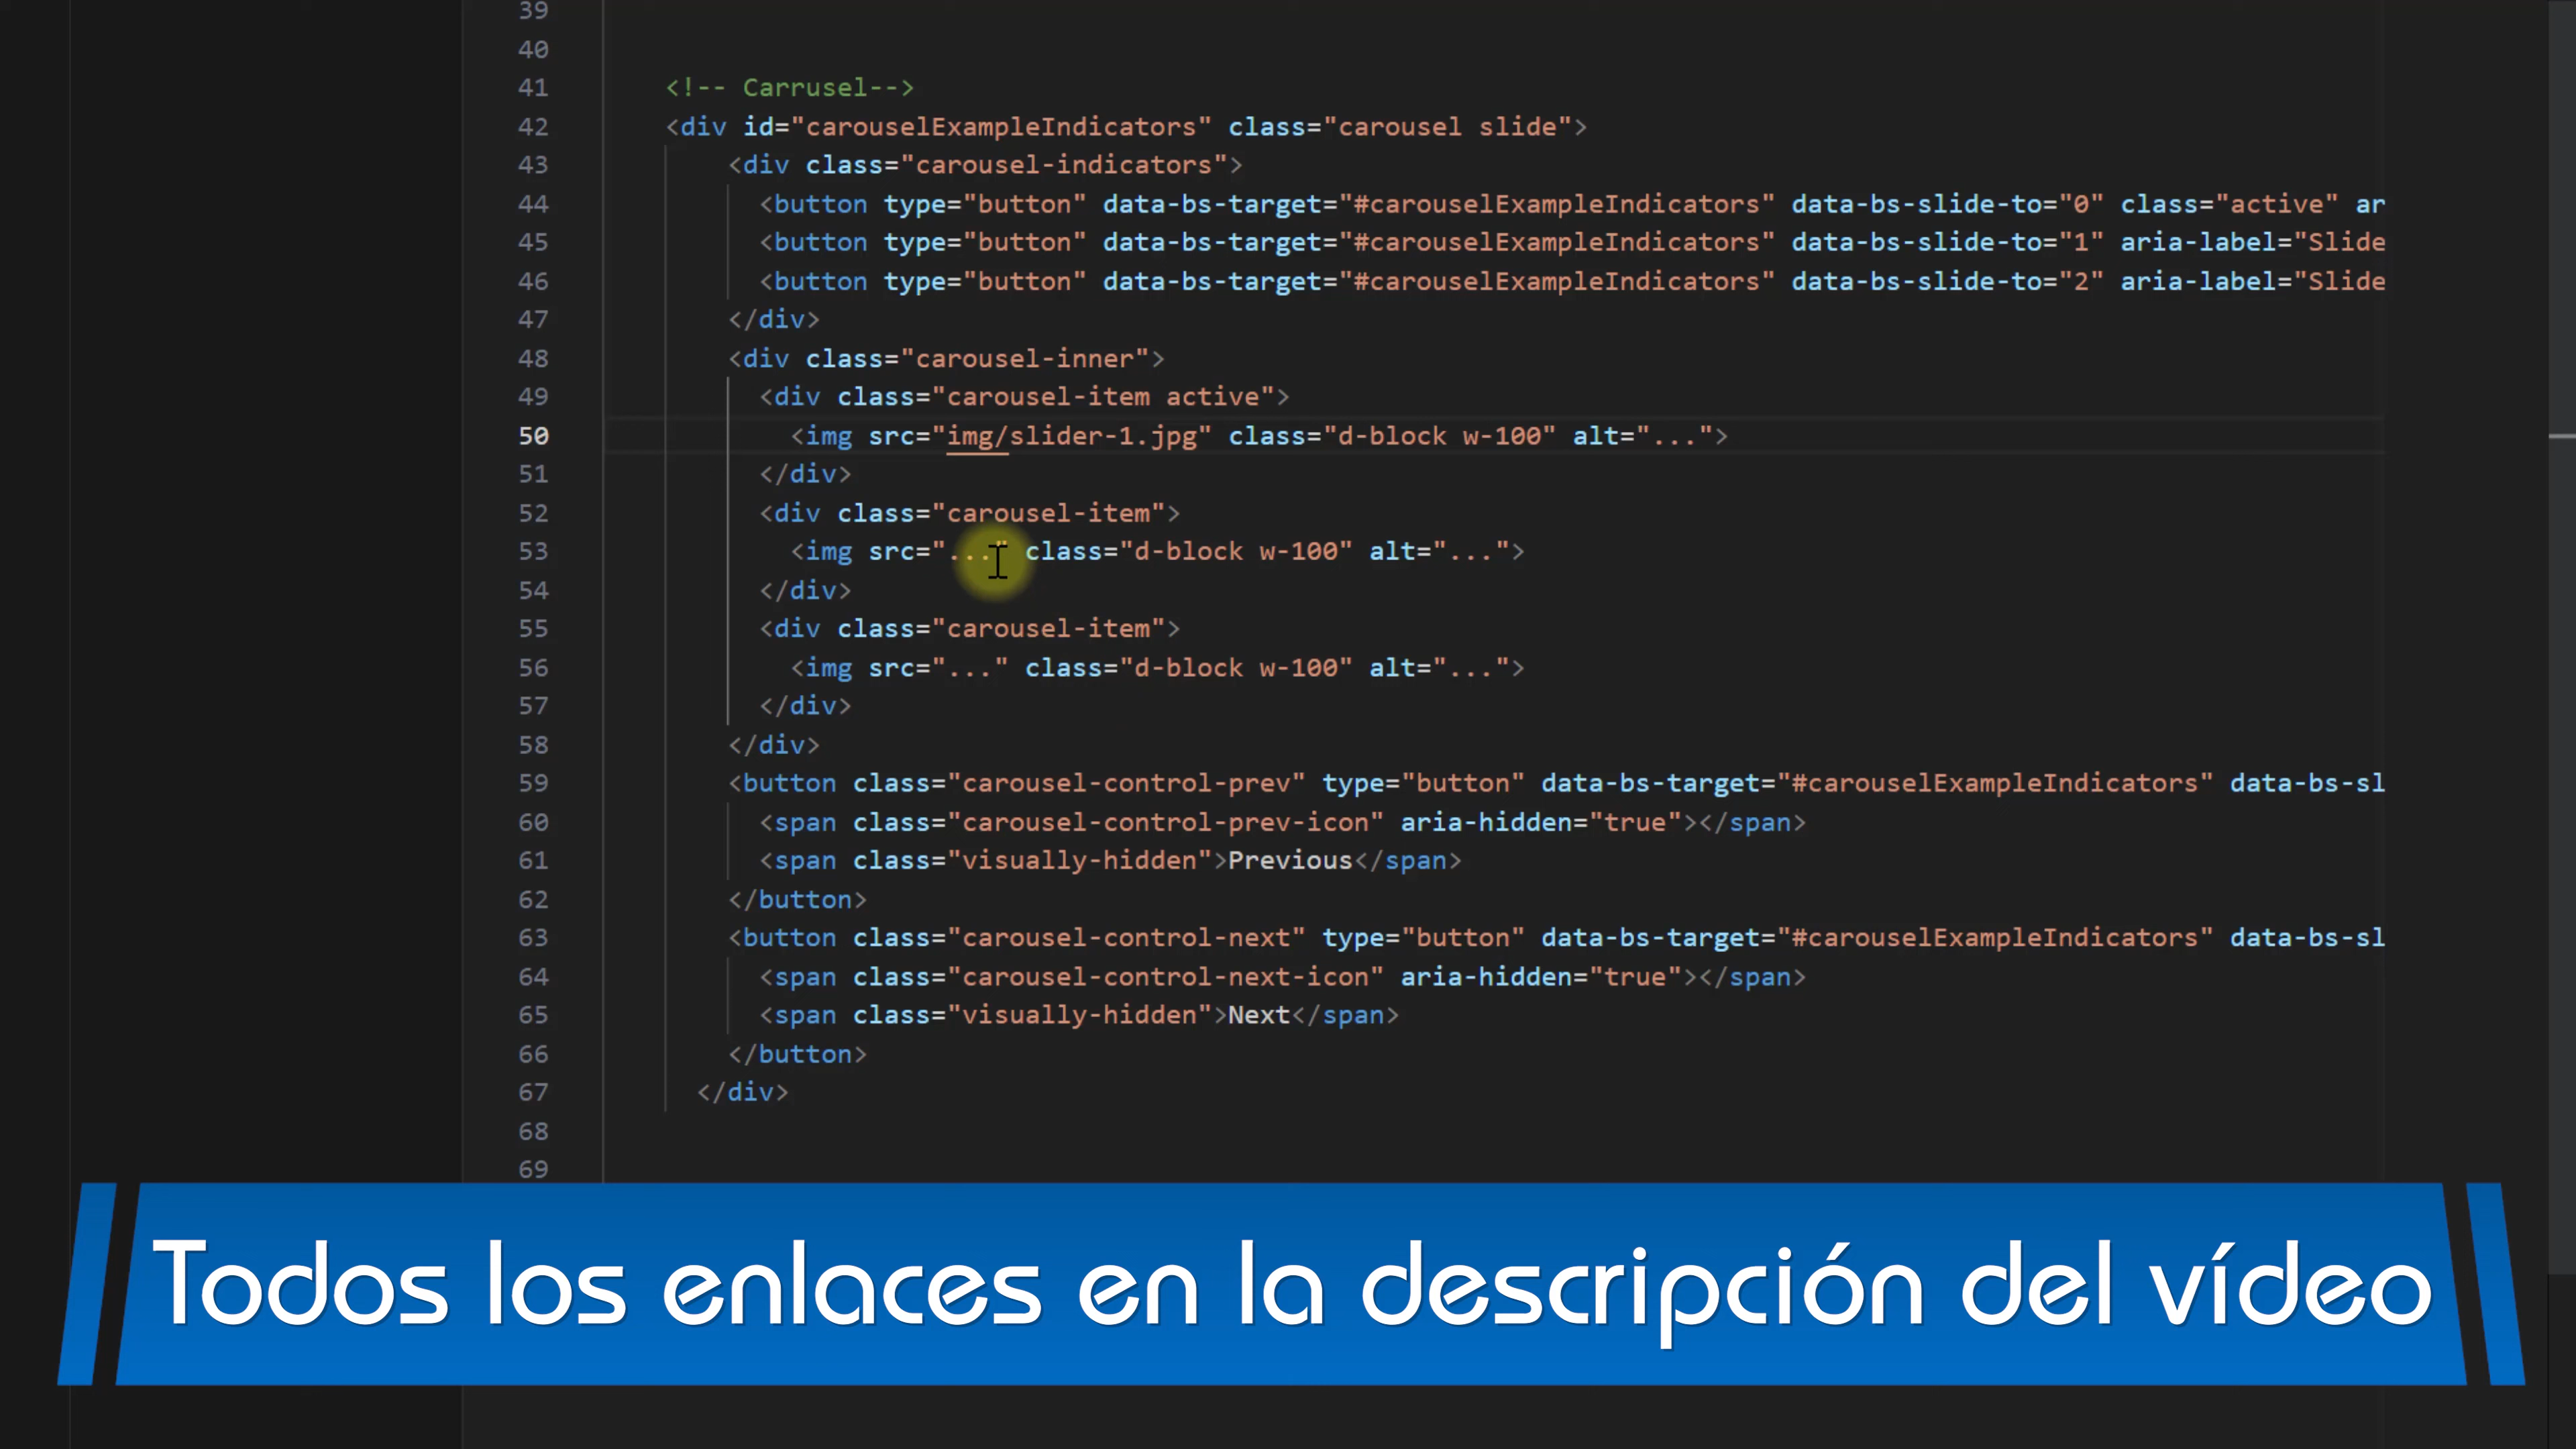 39
40
41 <!-- Carrusel-->
42 <div id="carouselExampleIndicators" class="carousel slide">
43 <div class="carousel-indicators">
44 <button type="button" data-bs-target="#carouselExampleIndicators" data-bs-slide-to="0" class="active" ar
45 <button type="button" data-bs-target="#carouselExampleIndicators" data-bs-slide-to="1" aria-label="Slide
46 <button type="button" data-bs-target="#carouselExampleIndicators" data-bs-slide-to="2" aria-label="Slide
47 </div>
48 <div class="carousel-inner">
49 <div class="carousel-item active">
50 <img src="img/slider-1.jpg" class="d-block w-100" alt="...">
51 </div>
52 <div class="carousel-item">
53 <img src="..." class="d-block w-100" alt="...">
54 </div>
55 <div class="carousel-item">
56 <img src="..." class="d-block w-100" alt="...">
57 </div>
58 </div>
59 <button class="carousel-control-prev" type="button" data-bs-target="#carouselExampleIndicators" data-bs-sl
60 <span class="carousel-control-prev-icon" aria-hidden="true"></span>
61 <span class="visually-hidden">Previous</span>
62 </button>
63 <button class="carousel-control-next" type="button" data-bs-target="#carouselExampleIndicators" data-bs-sl
64 <span class="carousel-control-next-icon" aria-hidden="true"></span>
65 <span class="visually-hidden">Next</span>
66 </button>
67 </div>
68
69
Todos los enlaces en la descripción del vídeo